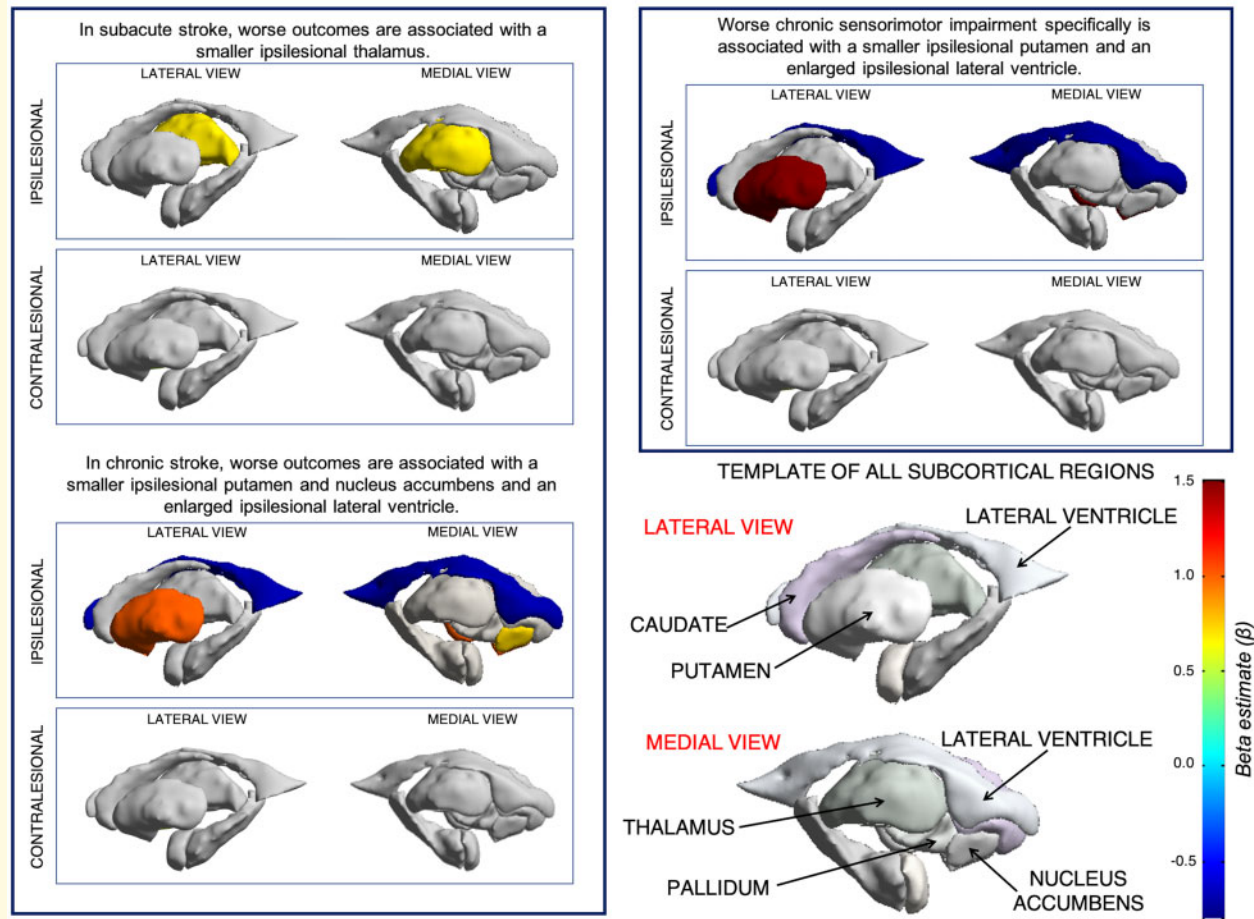 In subacute stroke, worse outcomes are associated with a
smaller ipsilesional thalamus.
LATERAL VIEW
MEDIAL VIEW
IPSILESIONAL
LATERAL VIEW
MEDIAL VIEW
CONTRALESIONAL
In chronic stroke, worse outcomes are associated with a
smaller ipsilesional putamen and nucleus accumbens and an
enlarged ipsilesional lateral ventricle.
LATERAL VIEW
MEDIAL VIEW
IPSILESIONAL
LATERAL VIEW
MEDIAL VIEW
CONTRALESIONAL
Worse chronic sensorimotor impairment specifically is
associated with a smaller ipsilesional putamen and an
enlarged ipsilesional lateral ventricle.
LATERAL VIEW
MEDIAL VIEW
IPSILESIONAL
LATERAL VIEW
MEDIAL VIEW
CONTRALESIONAL
TEMPLATE OF ALL SUBCORTICAL REGIONS
LATERAL VIEW
LATERAL VENTRICLE
CAUDATE
PUTAMEN
MEDIAL VIEW
LATERAL VENTRICLE
THALAMUS
PALLIDUM
NUCLEUS
ACCUMBENS
1.5
1.0
0.5
0.0
-0.5
Beta estimate (β)